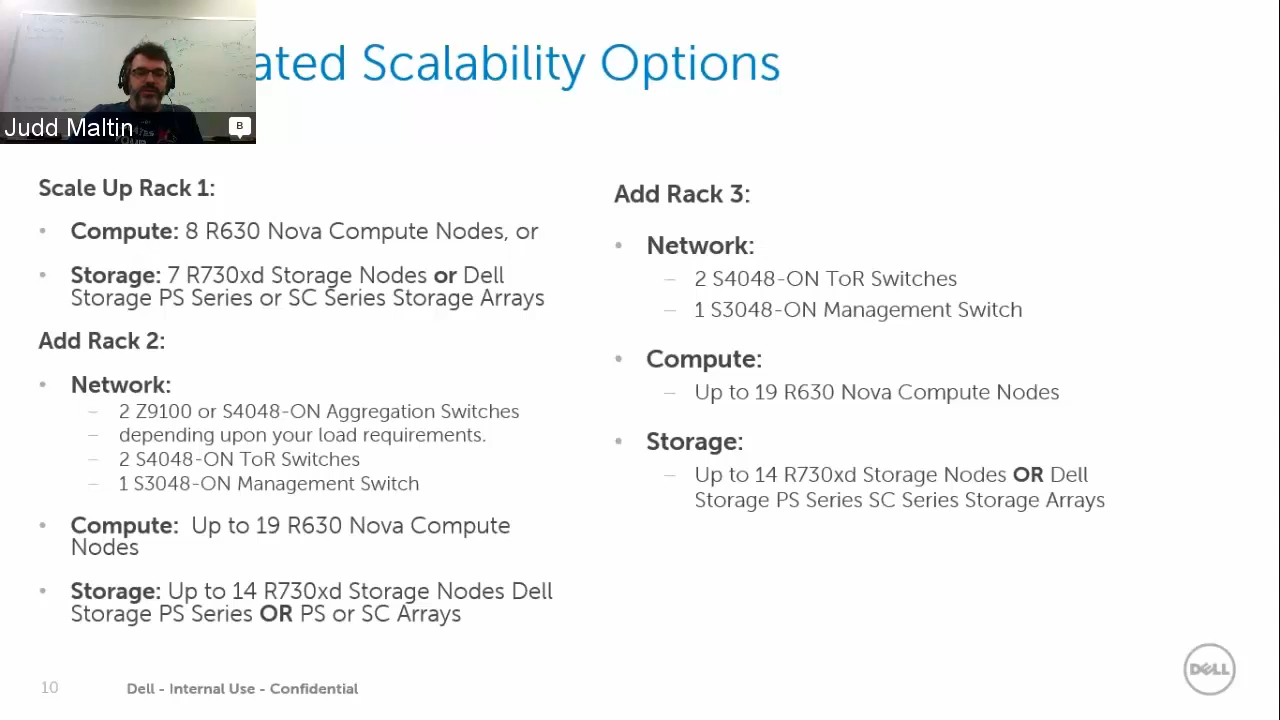 ated Scalability Options
Judd Maltin
B
Scale Up Rack 1:
• Compute: 8 R630 Nova Compute Nodes, or
• Storage: 7 R730xd Storage Nodes or Dell
Storage PS Series or SC Series Storage Arrays
Add Rack 2:
• Network:
– 2 Z9100 or S4048-ON Aggregation Switches
– depending upon your load requirements.
– 2 S4048-ON ToR Switches
– 1 S3048-ON Management Switch
• Compute: Up to 19 R630 Nova Compute
Nodes
• Storage: Up to 14 R730xd Storage Nodes Dell
Storage PS Series OR PS or SC Arrays
Add Rack 3:
• Network:
– 2 S4048-ON ToR Switches
– 1 S3048-ON Management Switch
• Compute:
– Up to 19 R630 Nova Compute Nodes
• Storage:
– Up to 14 R730xd Storage Nodes OR Dell
Storage PS Series SC Series Storage Arrays
10
Dell - Internal Use - Confidential
DELL